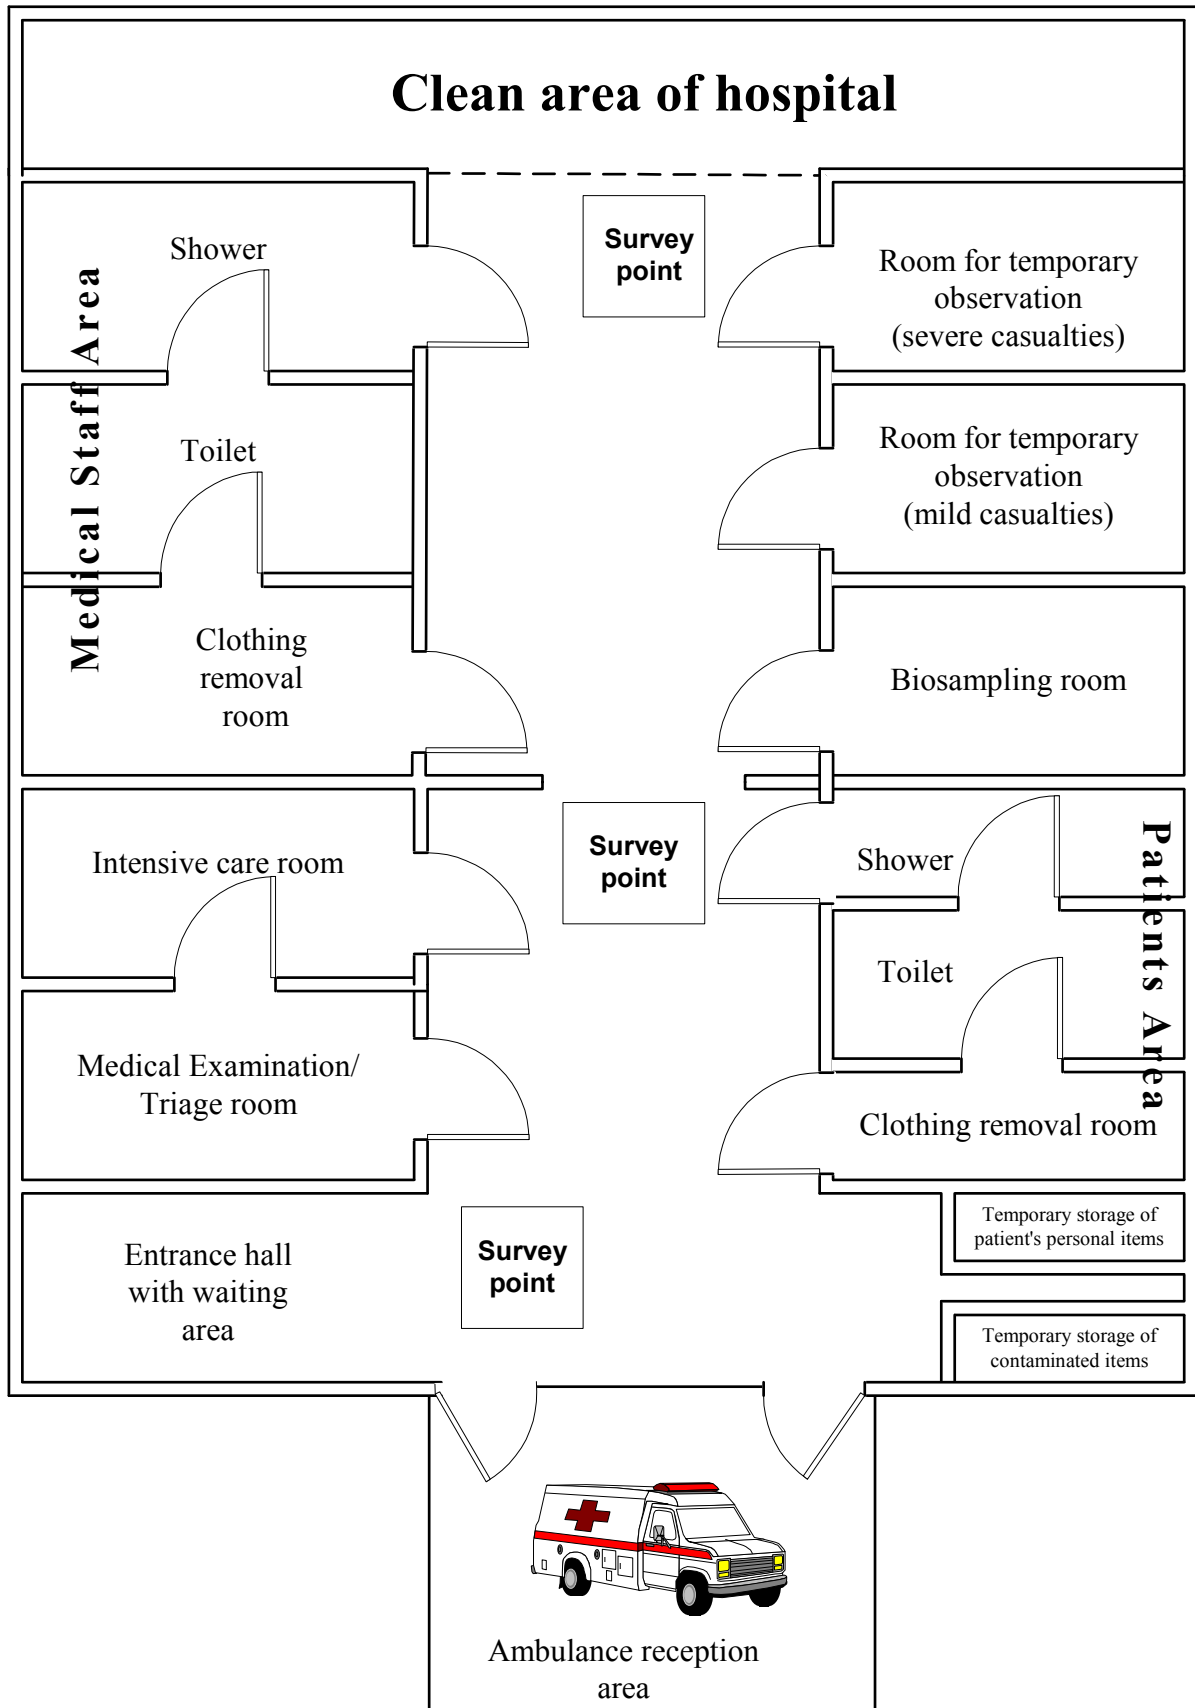 Clean area of hospital
Shower
Survey
point
Room for temporary
observation
(severe casualties)
Medical Staff Area
Toilet
Room for temporary
observation
(mild casualties)
Clothing
removal
room
Biosampling room
Intensive care room
Survey
point
Shower
Patients Area
Toilet
Medical Examination/
Triage room
Clothing removal room
Entrance hall
with waiting
area
Survey
point
Temporary storage of
patient's personal items
Temporary storage of
contaminated items
Ambulance reception
area